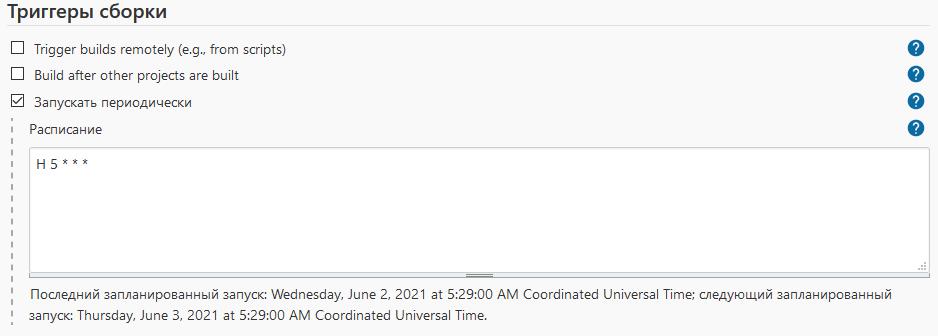 Триггеры сборки
Trigger builds remotely (e.g., from scripts)
?
Build after other projects are built
?
Запускать периодически
?
Расписание
?
H 5 * * *
Последний запланированный запуск: Wednesday, June 2, 2021 at 5:29:00 AM Coordinated Universal Time; следующий запланированный
запуск: Thursday, June 3, 2021 at 5:29:00 AM Coordinated Universal Time.